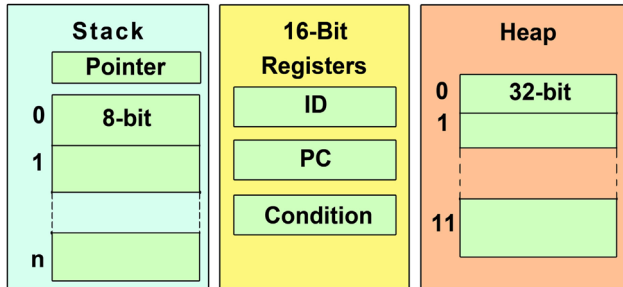 Stack
Pointer
0
8-bit
1
n
16-Bit
Registers
ID
PC
Condition
Heap
0
32-bit
1
11